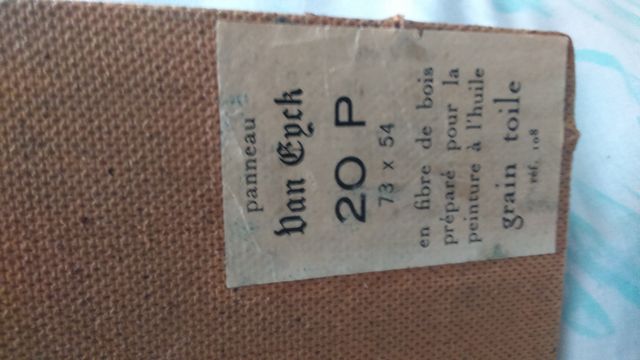 panneau
Van Eyck
20 P
73 x 54
en fibre de bois
préparé pour la
peinture à l'huile
grain toile
réf. 108